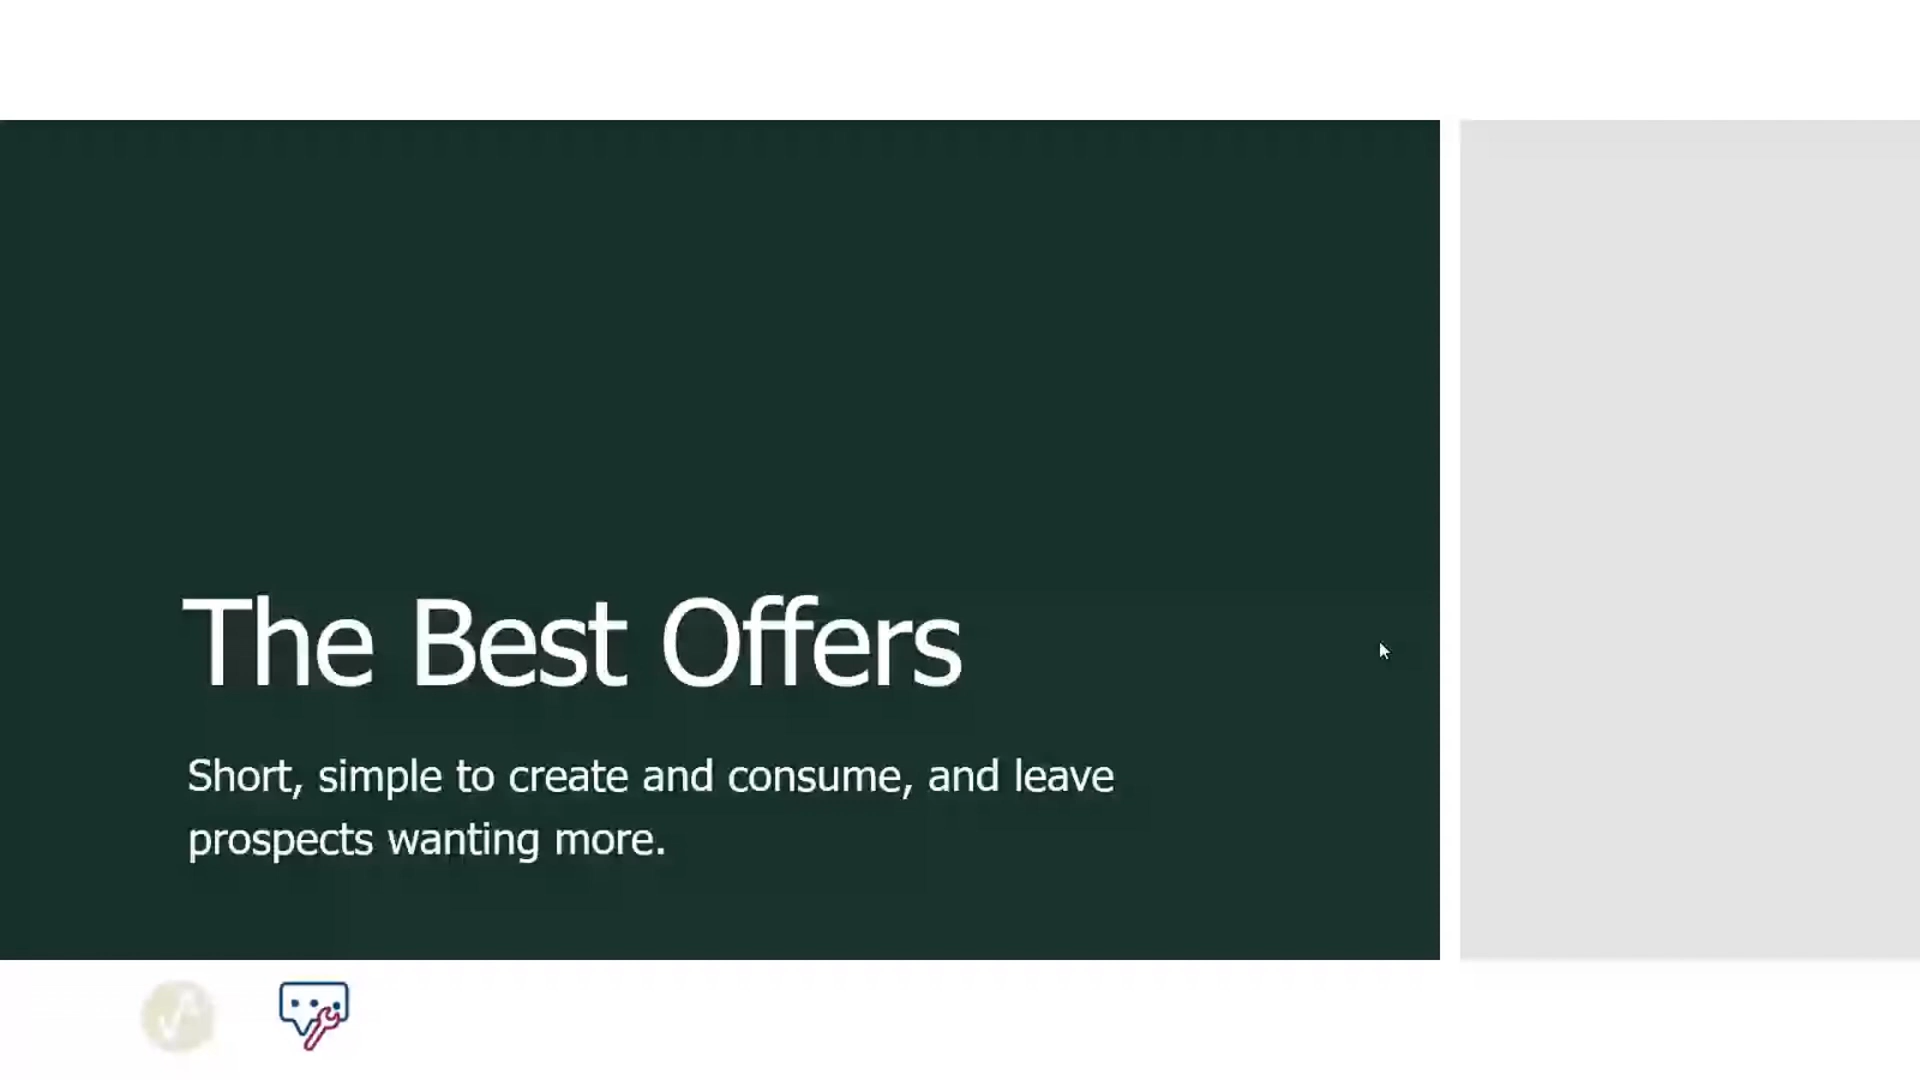 The Best Offers
Short, simple to create and consume, and leave
prospects wanting more.